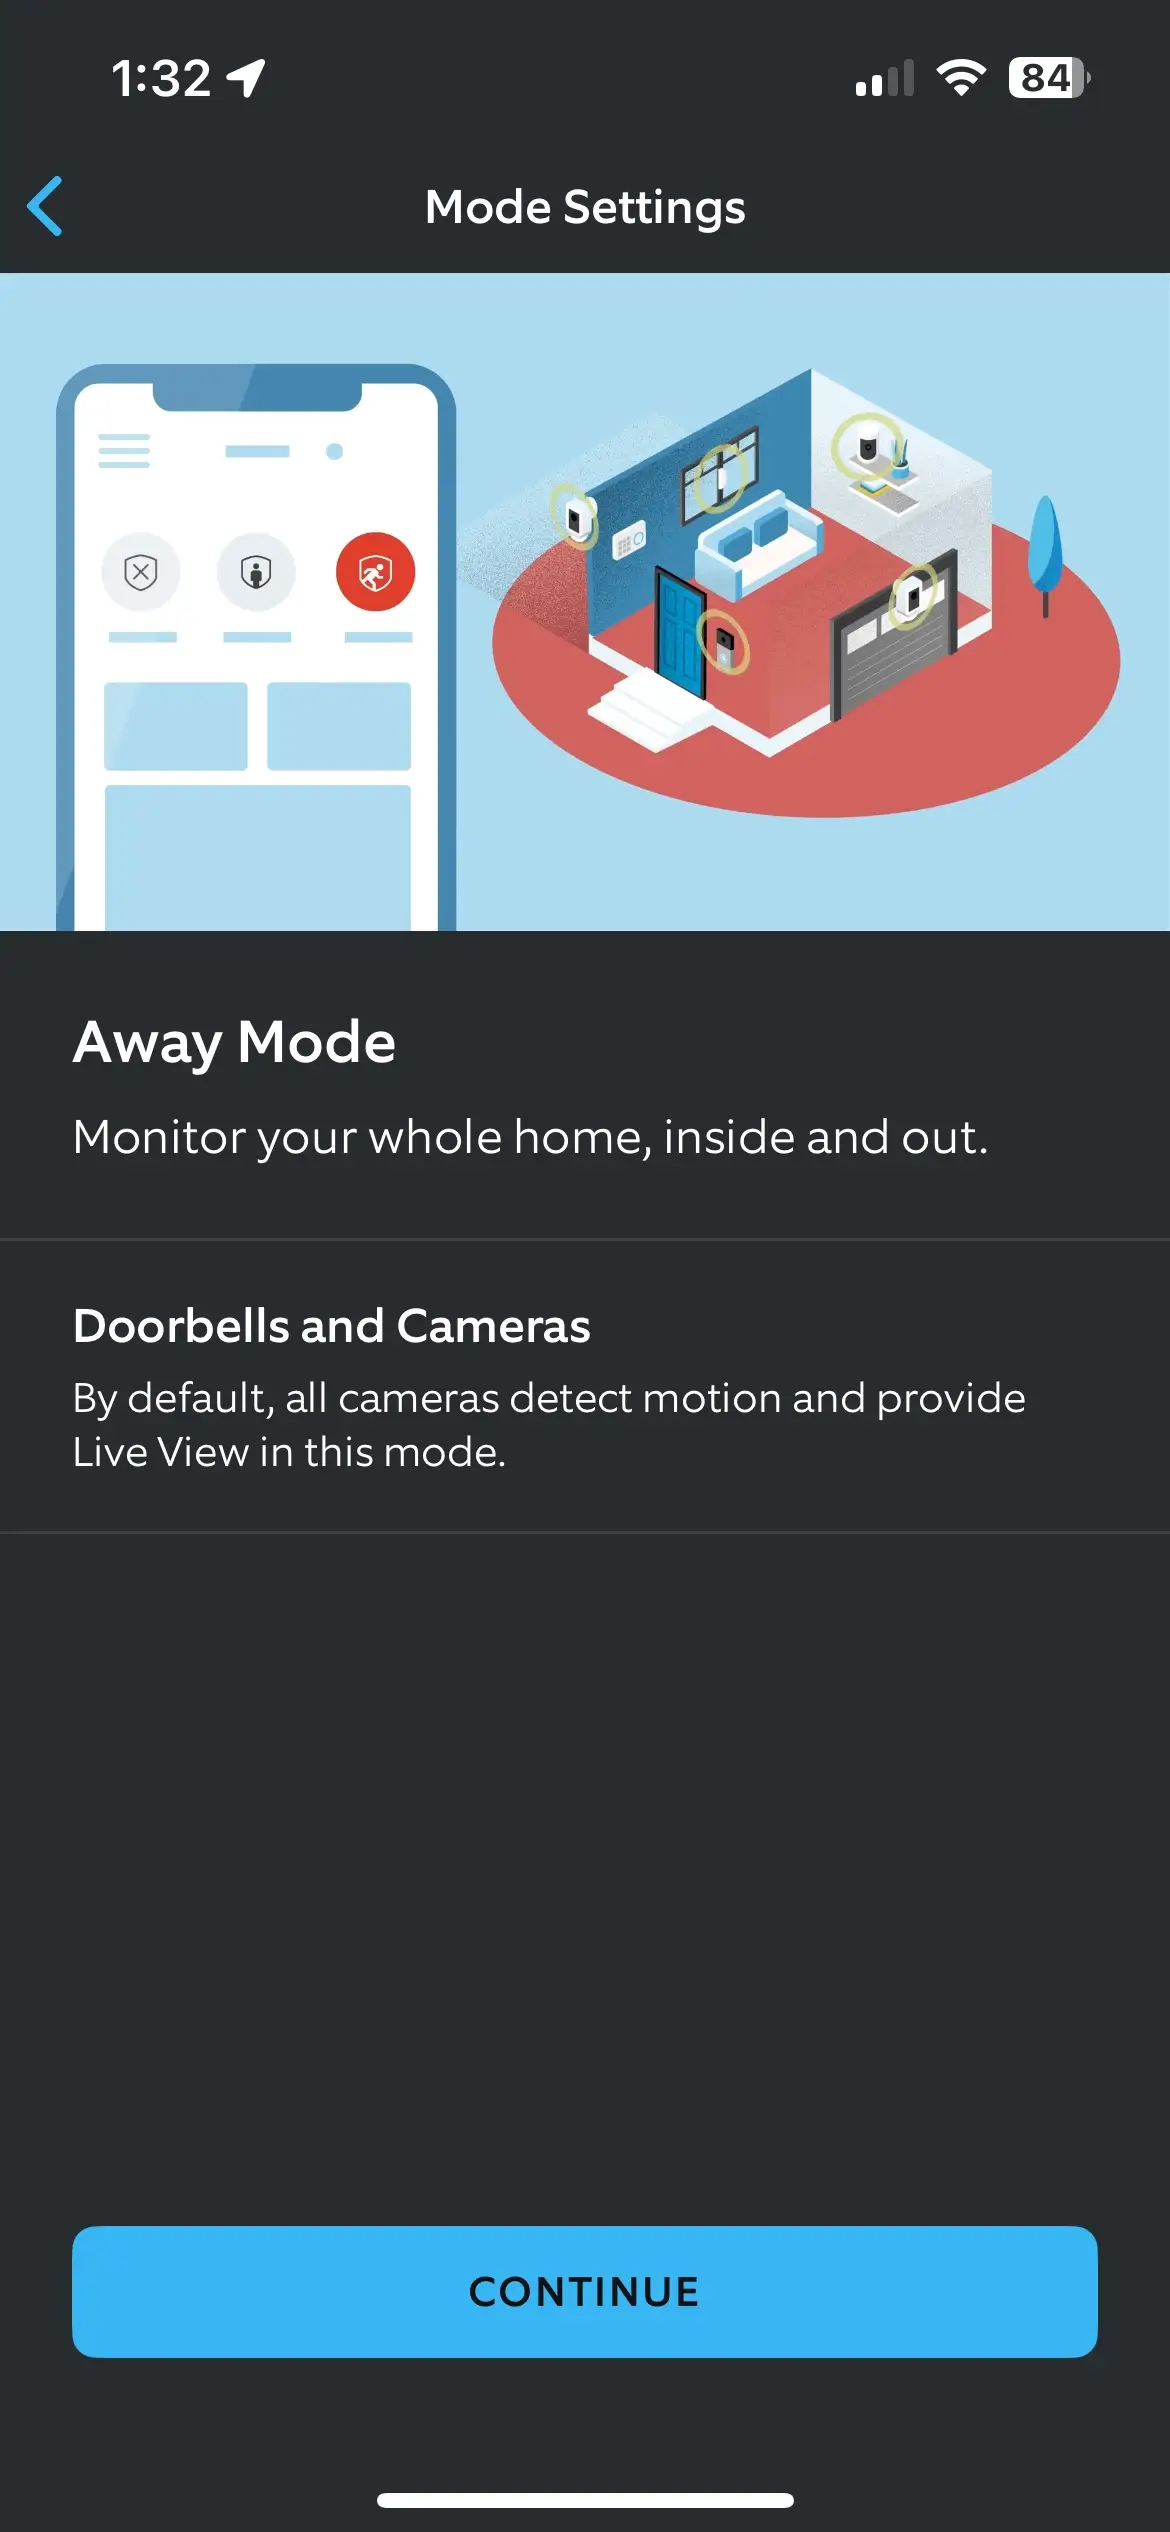 1:32
84
Mode Settings
Away Mode
Monitor your whole home, inside and out.
Doorbells and Cameras
By default, all cameras detect motion and provide
Live View in this mode.
CONTINUE